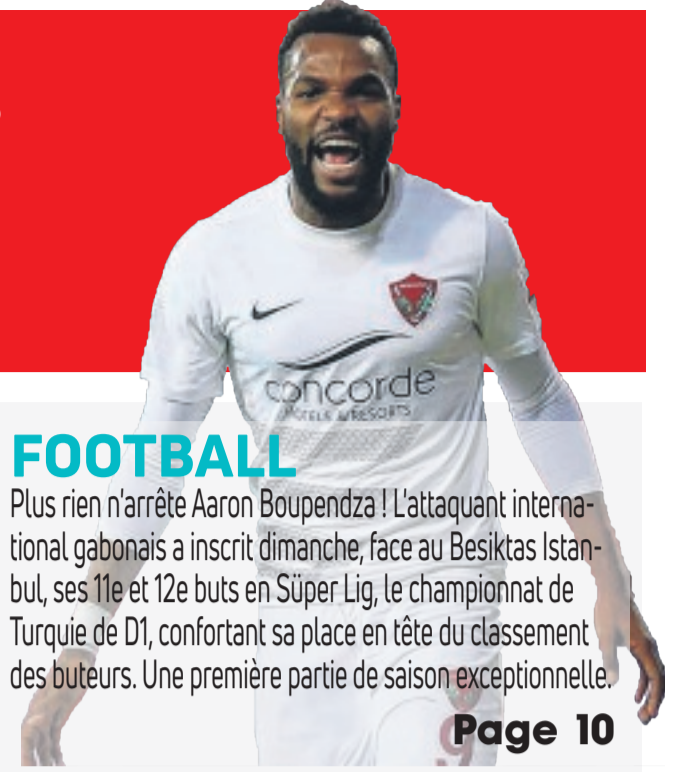 concorde
HOTELS & RESORTS
FOOTBALL
Plus rien n'arrête Aaron Boupendza ! L'attaquant interna-
tional gabonais a inscrit dimanche, face au Besiktas Istan-
bul, ses 11e et 12e buts en Süper Lig, le championnat de
Turquie de D1, confortant sa place en tête du classement
des buteurs. Une première partie de saison exceptionnelle.
9
Page 10